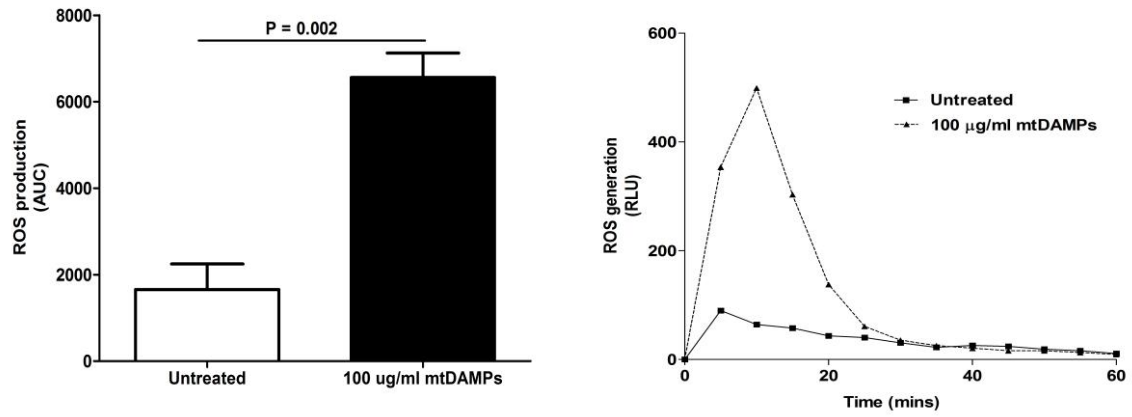 8000
6000
4000
2000
0
ROS production
(AUC)
P = 0.002
Untreated
100 ug/ml mtDAMPs
600
400
200
0
ROS generation
(RLU)
Untreated
100 μg/ml mtDAMPs
0
20
40
60
Time (mins)